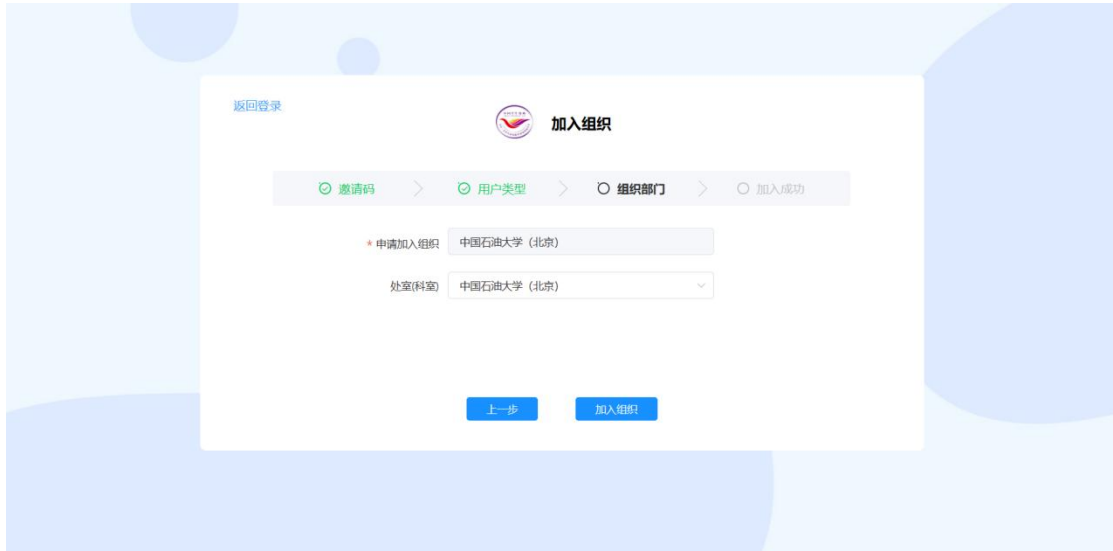 返回登录
加入组织
邀请码 用户类型 组织部门 加入成功
* 申请加入组织 中国石油大学（北京）
处室(科室) 中国石油大学（北京）
上一步 加入组织